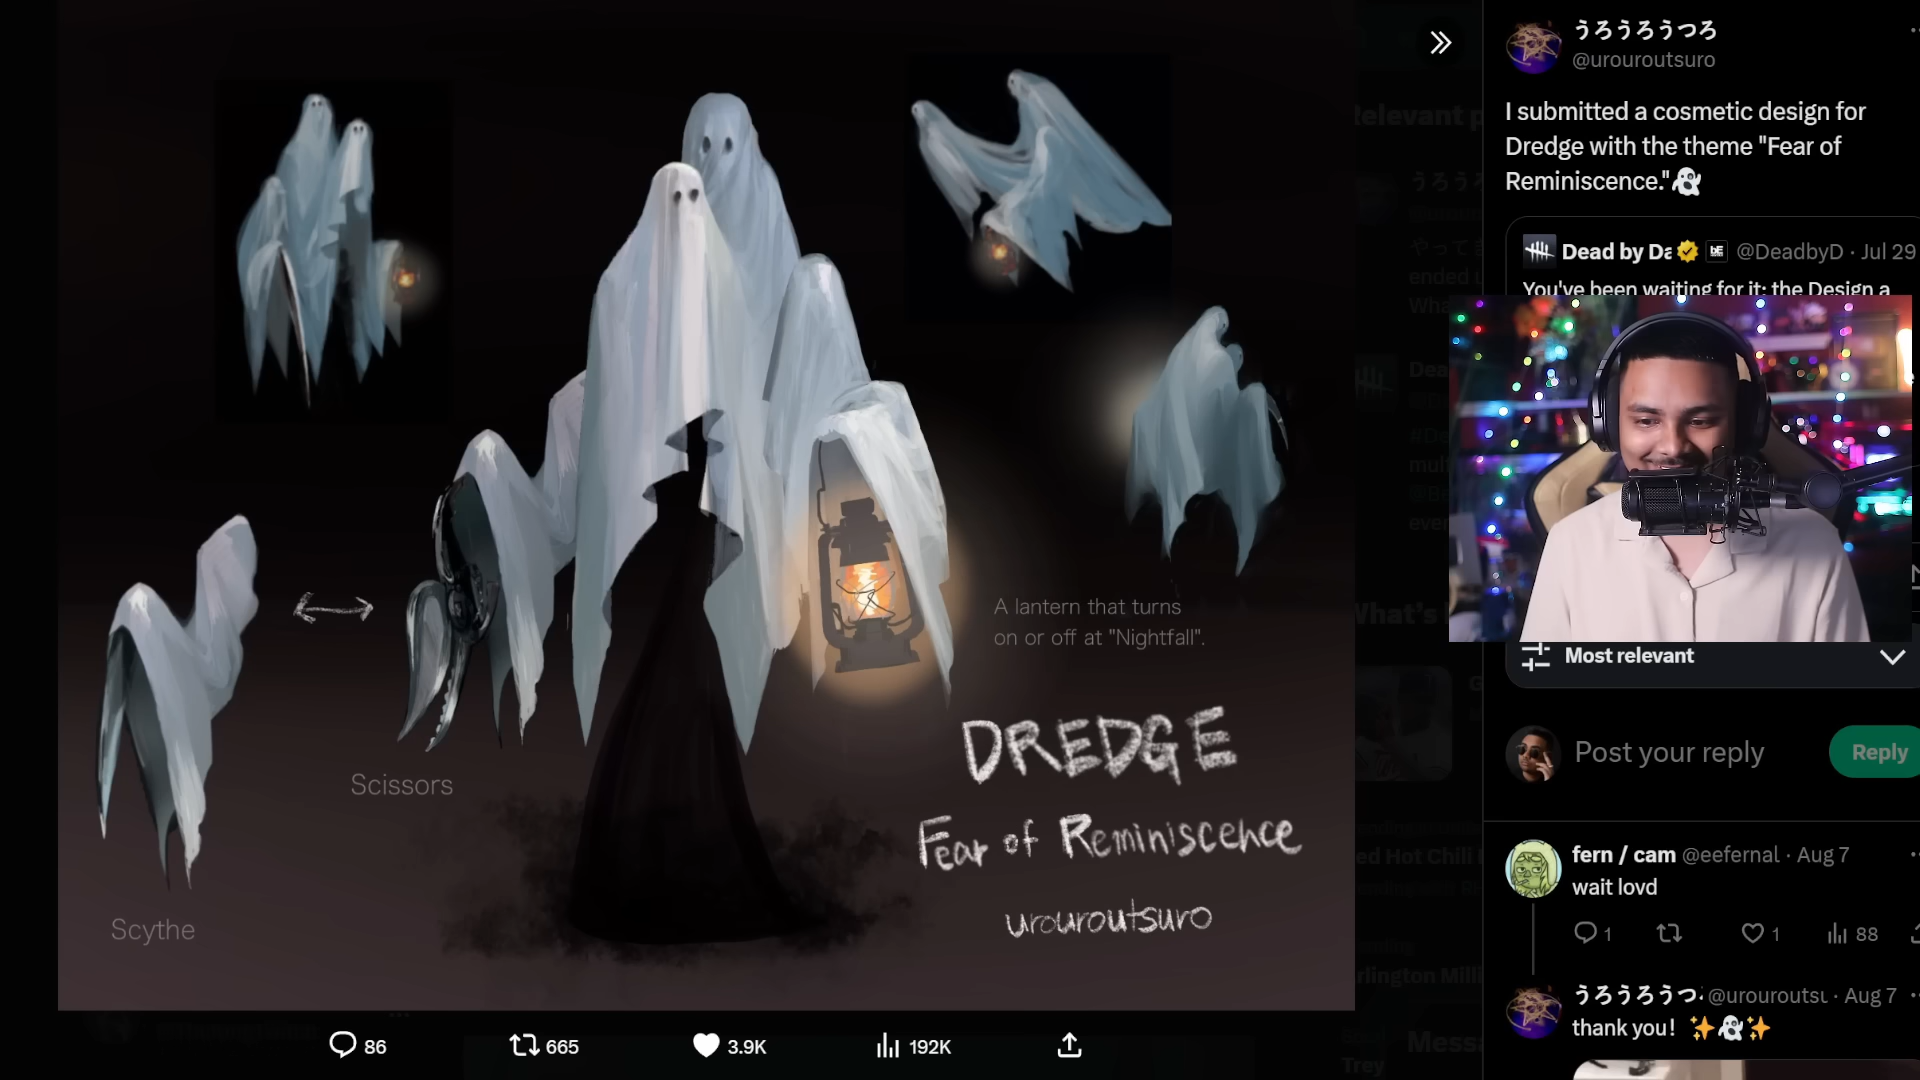 うろうろうつろ
@urouroutsuro
I submitted a cosmetic design for
Dredge with the theme "Fear of
Reminiscence."
Dead by Da @DeadbyD · Jul 29
You've been waiting for it: the Design a
A lantern that turns
on or off at "Nightfall".
DREDGE
Fear of Reminiscence
urouroutsuro
Scissors
Scythe
Most relevant
Post your reply
Reply
fern / cam @eefernal · Aug 7
wait lovd
1 1 88
うろうろうつ @urouroutsu · Aug 7
thank you!
86 665 3.9K 192K
Trey